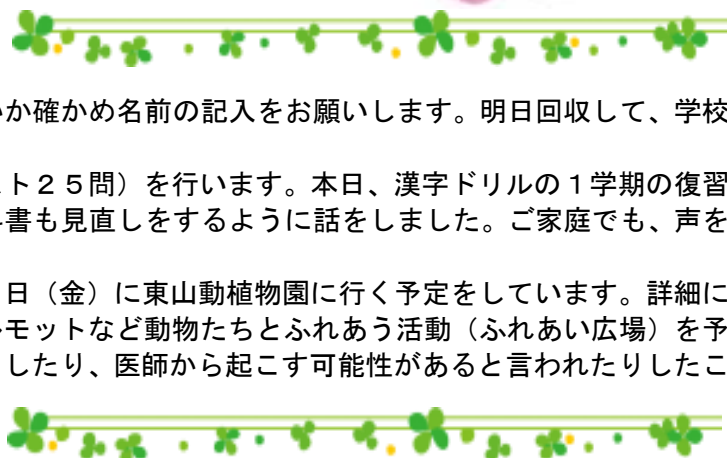 か確かめ名前の記入をお願いします。明日回収して、学校
ト２５問）を行います。本日、漢字ドリルの１学期の復習
書も見直しをするように話をしました。ご家庭でも、声を
日（金）に東山動植物園に行く予定をしています。詳細に
モットなど動物たちとふれあう活動（ふれあい広場）を予
したり、医師から起こす可能性があると言われたりしたこ